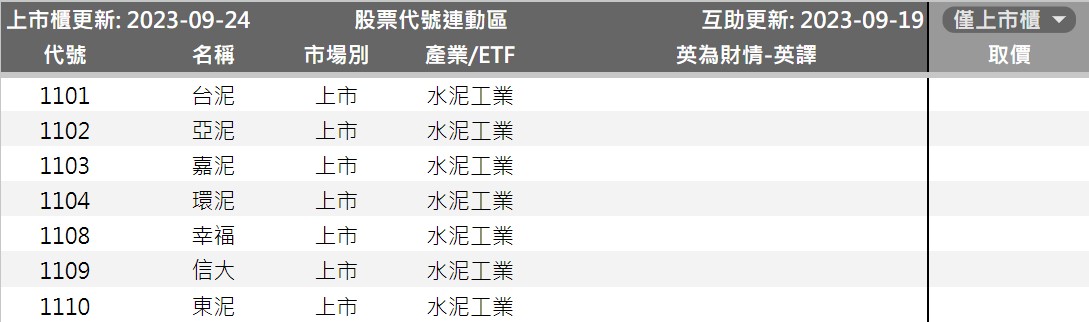 上市櫃更新: 2023-09-24 股票代號連動區 互助更新: 2023-09-19 僅上市櫃
代號 名稱 市場別 產業/ETF 英為財情-英譯 取價
1101 台泥 上市 水泥工業
1102 亞泥 上市 水泥工業
1103 嘉泥 上市 水泥工業
1104 環泥 上市 水泥工業
1108 幸福 上市 水泥工業
1109 信大 上市 水泥工業
1110 東泥 上市 水泥工業